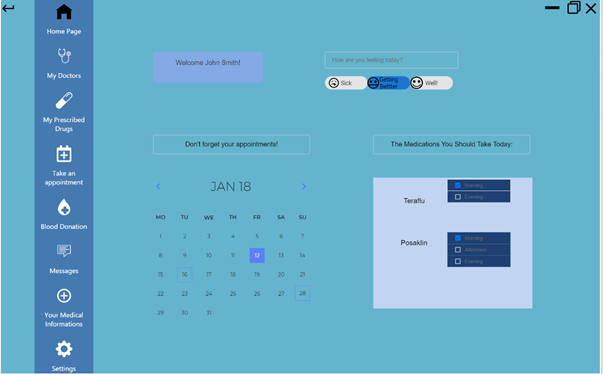 Home Page
My Doctors
My Prescribed
Drugs
Take an
appointment
Blood Donation
Messages
Your Medical
Informations
Settings
Welcome John Smith!
How are you feeling today?
Sick
Getting
Bettter
Well!
Don't forget your appointments!
JAN 18
MO TU WE TH FR SA SU
1 2 3 4 5 6 7
8 9 10 11 12 13 14
15 16 17 18 19 20 21
22 23 24 25 26 27 28
29 30 31
The Medications You Should Take Today:
Teraflu
Morning
Evening
Posaklin
Morning
Afternoon
Evening